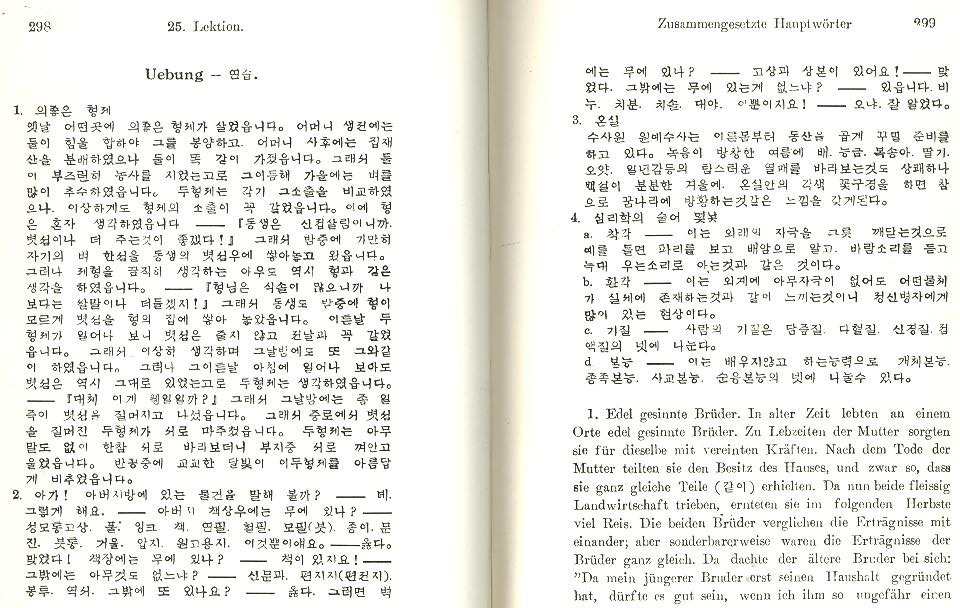 298
25. Lektion.
Uebung — 연습.
1. 의좋은 형제
옛날 어떤곳에 의좋은 형제가 살었읍니다. 어머니 생전에는
둘이 힘을 합하야 그를 봉양하고. 어머니 사후에는 집재
산을 분배하였으나 둘이 똑 같이 가졌읍니다. 그래서 둘
이 부즈런히 농사를 지었는고로 그이듬해 가을에는 벼를
많이 추수하였읍니다. 두형제는 각기 그소출을 비교하였
으나. 이상하게도 형제의 소출이 꼭 같었읍니다. 이에 형
은 혼자 생각하였읍니다 —— 『동생은 신접살림이니까.
볏섬이나 더 주는것이 좋겠다!』 그래서 밤중에 가만히
자기의 벼 한섬을 동생의 볏섬우에 쌓아놓고 왔읍니다.
그러나 제형을 끔직히 생각하는 아우도 역시 형과 같은
생각을 하였읍니다. —— 『형님은 식솔이 많으니까 나
보다는 쌀말이나 더들겠지!』 그래서 동생도 밤중에 형이
모르게 볏섬을 형의 집에 쌓아 놓았읍니다. 이튿날 두
형제가 일어나 보니 볏섬은 줄지 않고 전날과 꼭 같었
읍니다. 그래서 이상히 생각하며 그날밤에도 또 그와같
이 하였읍니다. 그러나 그이튿날 아침에 일어나 보아도
볏섬은 역시 그대로 있었는고로 두형제는 생각하였읍니다.
—— 『대체 이게 웬일일까?』 그래서 그날밤에는 종 일
즉이 볏섬을 질머지고 나섰읍니다. 그래서 중로에서 볏섬
을 질머진 두형제가 서로 마주쳤읍니다. 두형제는 아무
말도 없이 한참 서로 바라보더니 부지중 서로 껴안고
울었읍니다. 반공중에 교교한 달빛이 이두형제를 아름답
게 비추었읍니다.
2. 아가! 아버지방에 있는 물건을 말해 볼까? —— 네.
그렇게 해요. —— 아버지 책상우에는 무에 있나? ——
성모상고상. 풀. 잉크 책. 연필. 철필. 모필(붓). 종이. 문
진. 붓통. 거울. 압지. 원고용지. 이것뿐이애요. — 옳다.
맞았다! 책장에는 무에 있나? —— 책이 있지요! ——
그밖에는 아무것도 없느냐? —— 신문과. 편지지(편전지).
봉투. 엽서. 그밖에 또 있나? —— 옳다. 그러면 벽
Zusammengesetzte Hauptwörter
299
에는 무에 있나? —— 고상과 상본이 있어요! —— 맞
었다. 그밖에는 무에 있는게 없느냐? —— 있읍니다. 비
누. 치분. 치솔. 대야. 이뿐이지요! —— 오냐. 잘 알었다.
3. 온실
수사원 원예수사는 이른봄부터 동산을 곱게 꾸밀 준비를
하고 있다. 녹음이 방창한 여름에 배. 능금. 복송아. 딸기.
오얏. 일년감등의 탐스러운 열매를 바라보는것도 상쾌하나
백설이 분분한 겨울에. 온실안의 각색 꽃구경을 하면 참
으로 꿈나라에 방황하는것같은 느낌을 갖게된다.
4. 심리학의 술어 몇낯
a. 착각 —— 이는 외래의 자극을 그릇 깨닫는것으로
예를 들면 파리를 보고 배암으로 알고. 바람소리를 듣고
늑대 우는소리로 아는것과 같은 것이다.
b. 환각 —— 이는 외계에 아무자극이 없어도 어떤물체
가 실제에 존재하는것과 같이 느끼는것이니 정신병자에게
많이 있는 현상이다.
c. 기질 —— 사람의 기질은 담즙질. 다혈질. 신경질. 점
액질의 넷에 나눈다.
d 본능 —— 이는 배우지않고 하는능력으로 개체본능.
종족본능. 사교본능. 순응본능의 넷에 나눌수 있다.
1. Edel gesinnte Brüder. In alter Zeit lebten an einem
Orte edel gesinnte Brüder. Zu Lebzeiten der Mutter sorgten
sie für dieselbe mit vereinten Kräften. Nach dem Tode der
Mutter teilten sie den Besitz des Hauses, und zwar so, dass
sie ganz gleiche Teile (같이) erhielten. Da nun beide fleissig
Landwirtschaft trieben, ernteten sie im folgenden Herbste
viel Reis. Die beiden Brüder verglichen die Erträgnisse mit
einander; aber sonderbarerweise waren die Erträgnisse der
Brüder ganz gleich. Da dachte der ältere Bruder bei sich:
"Da mein jüngerer Bruder erst seinen Haushalt gegründet
hat, dürfte es gut sein, wenn ich ihm so ungefähr einen